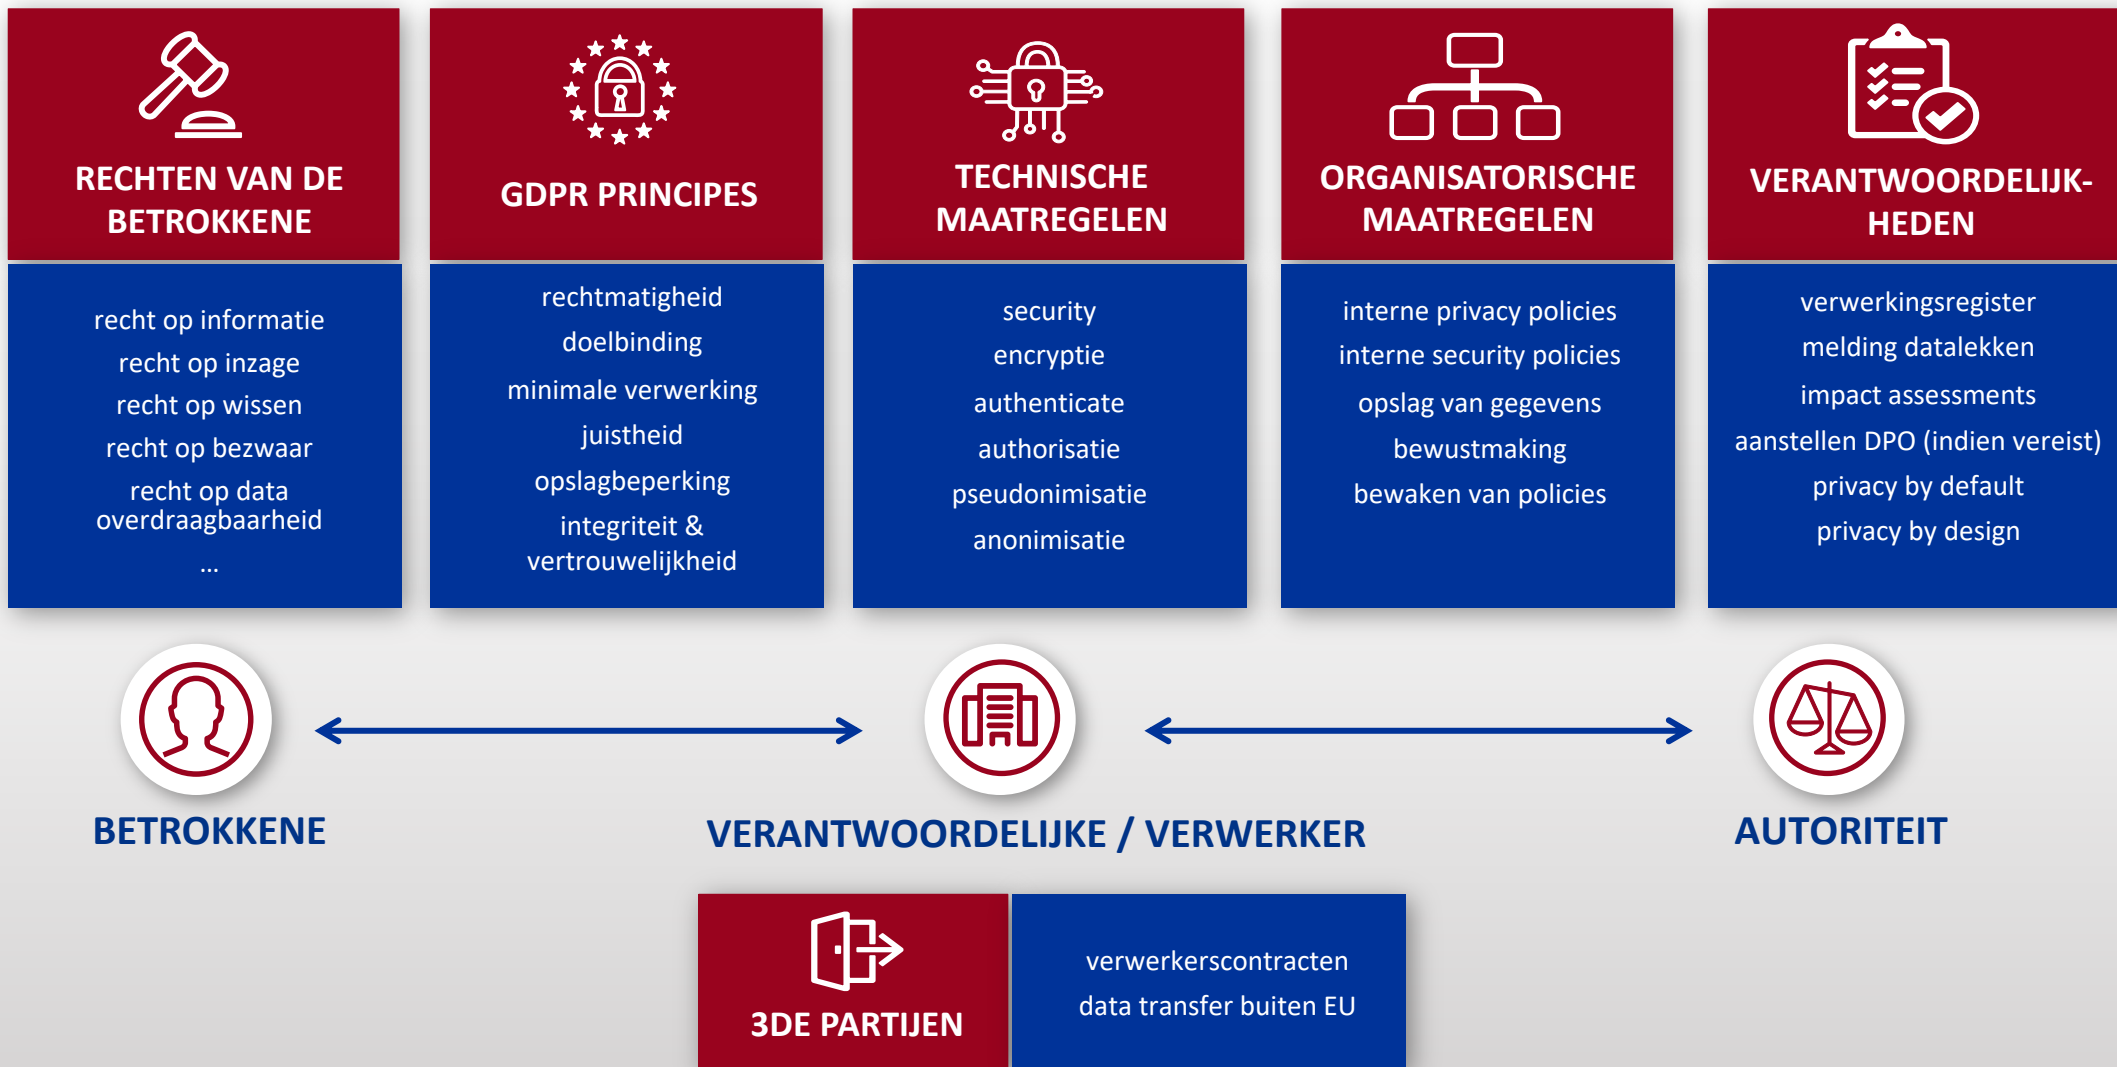 RECHTEN VAN DE
BETROKKENE
recht op informatie
recht op inzage
recht op wissen
recht op bezwaar
recht op data
overdraagbaarheid
...
GDPR PRINCIPES
rechtmatigheid
doelbinding
minimale verwerking
juistheid
opslagbeperking
integriteit &
vertrouwelijkheid
TECHNISCHE
MAATREGELEN
security
encryptie
authenticate
authorisatie
pseudonimisatie
anonimisatie
ORGANISATORISCHE
MAATREGELEN
interne privacy policies
interne security policies
opslag van gegevens
bewustmaking
bewaken van policies
VERANTWOORDELIJK-
HEDEN
verwerkingsregister
melding datalekken
impact assessments
aanstellen DPO (indien vereist)
privacy by default
privacy by design
BETROKKENE
VERANTWOORDELIJKE / VERWERKER
AUTORITEIT
3DE PARTIJEN
verwerkerscontracten
data transfer buiten EU